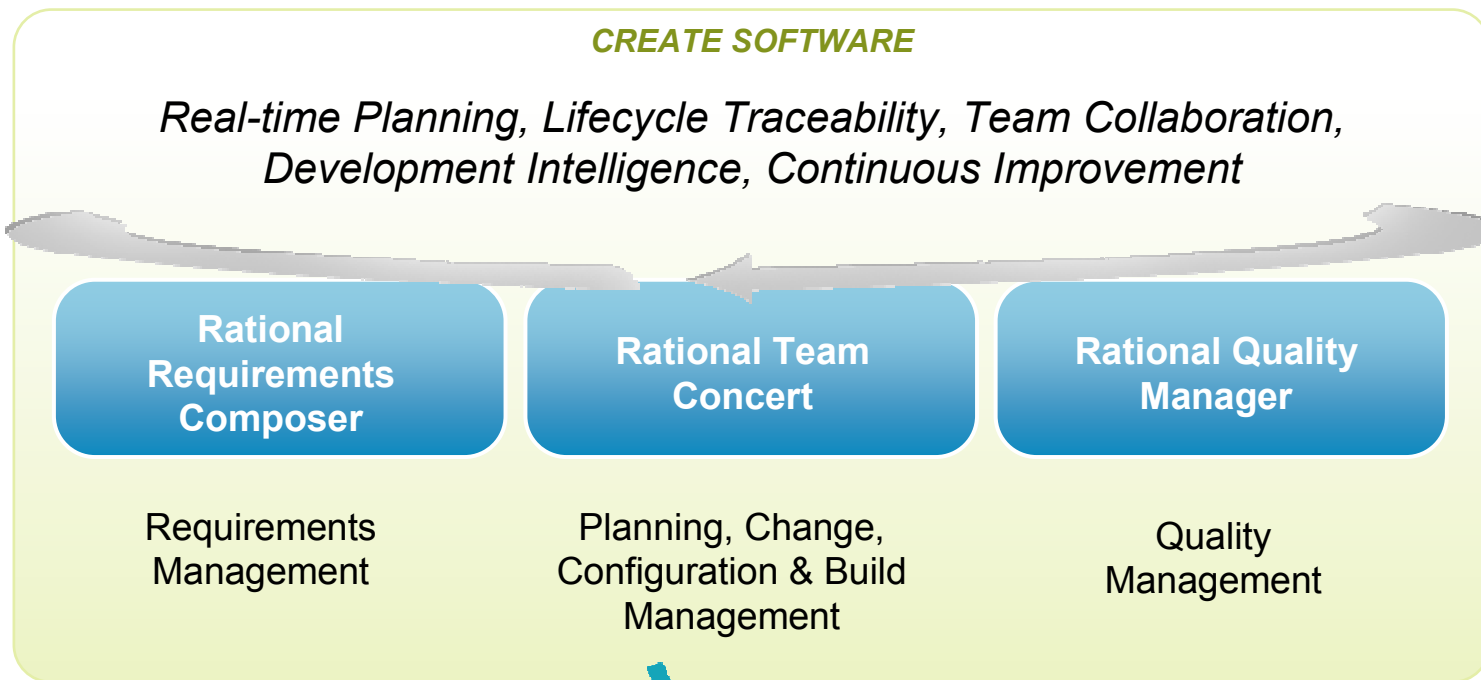 CREATE SOFTWARE
Real-time Planning, Lifecycle Traceability, Team Collaboration,
Development Intelligence, Continuous Improvement
Rational
Requirements
Composer
Rational Team
Concert
Rational Quality
Manager
Requirements
Management
Planning, Change,
Configuration & Build
Management
Quality
Management